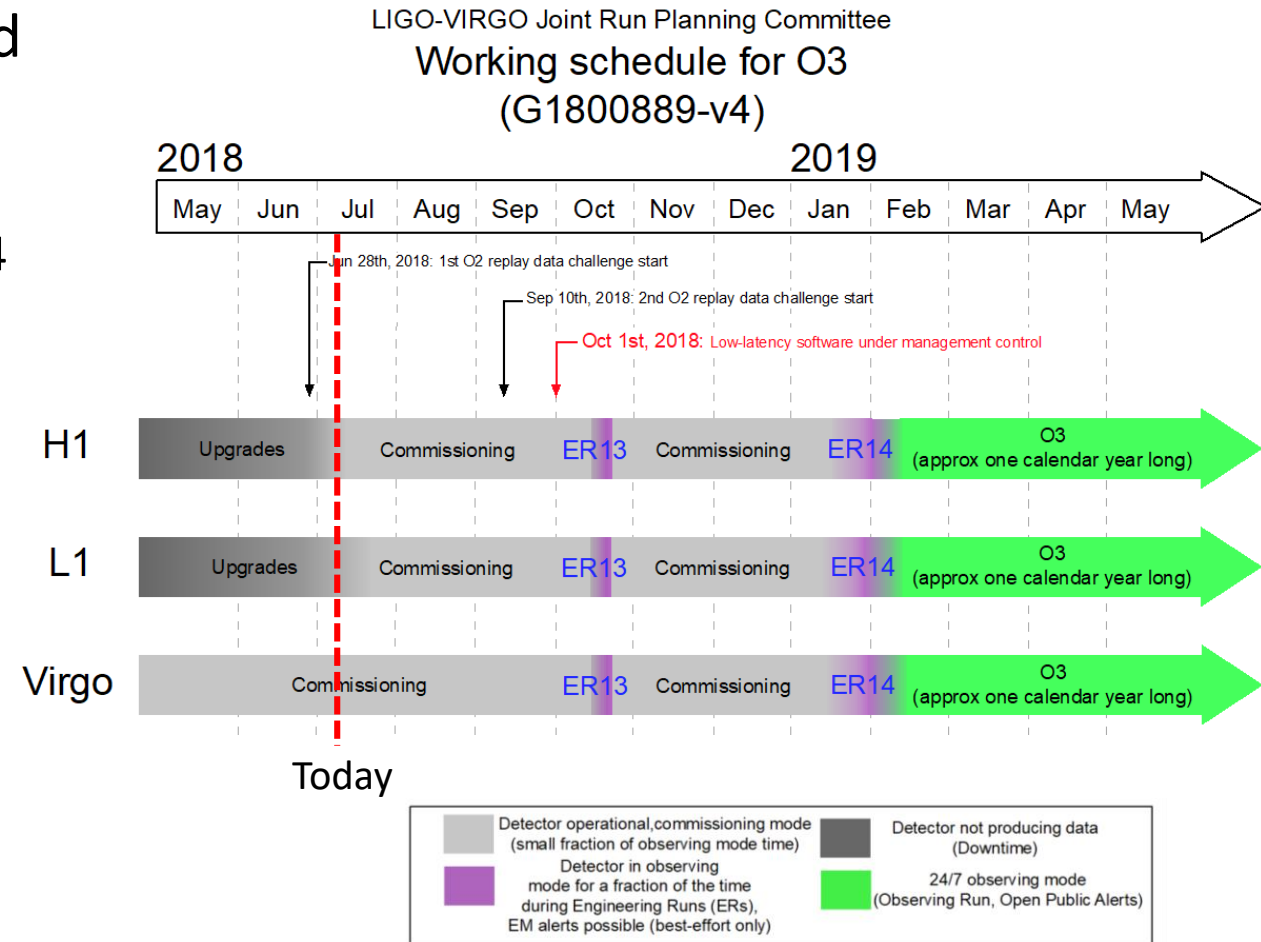 d
LIGO-VIRGO Joint Run Planning Committee
Working schedule for O3
(G1800889-v4)
2018 2019
May Jun Jul Aug Sep Oct Nov Dec Jan Feb Mar Apr May
4
Jun 28th, 2018: 1st O2 replay data challenge start
Sep 10th, 2018: 2nd O2 replay data challenge start
Oct 1st, 2018: Low-latency software under management control
H1 Upgrades Commissioning ER13 Commissioning ER14 O3
(approx one calendar year long)
L1 Upgrades Commissioning ER13 Commissioning ER14 O3
(approx one calendar year long)
Virgo Commissioning ER13 Commissioning ER14 O3
(approx one calendar year long)
Today
Detector operational,commissioning mode
(small fraction of observing mode time)
Detector in observing
mode for a fraction of the time
during Engineering Runs (ERs),
EM alerts possible (best-effort only)
Detector not producing data
(Downtime)
24/7 observing mode
(Observing Run, Open Public Alerts)